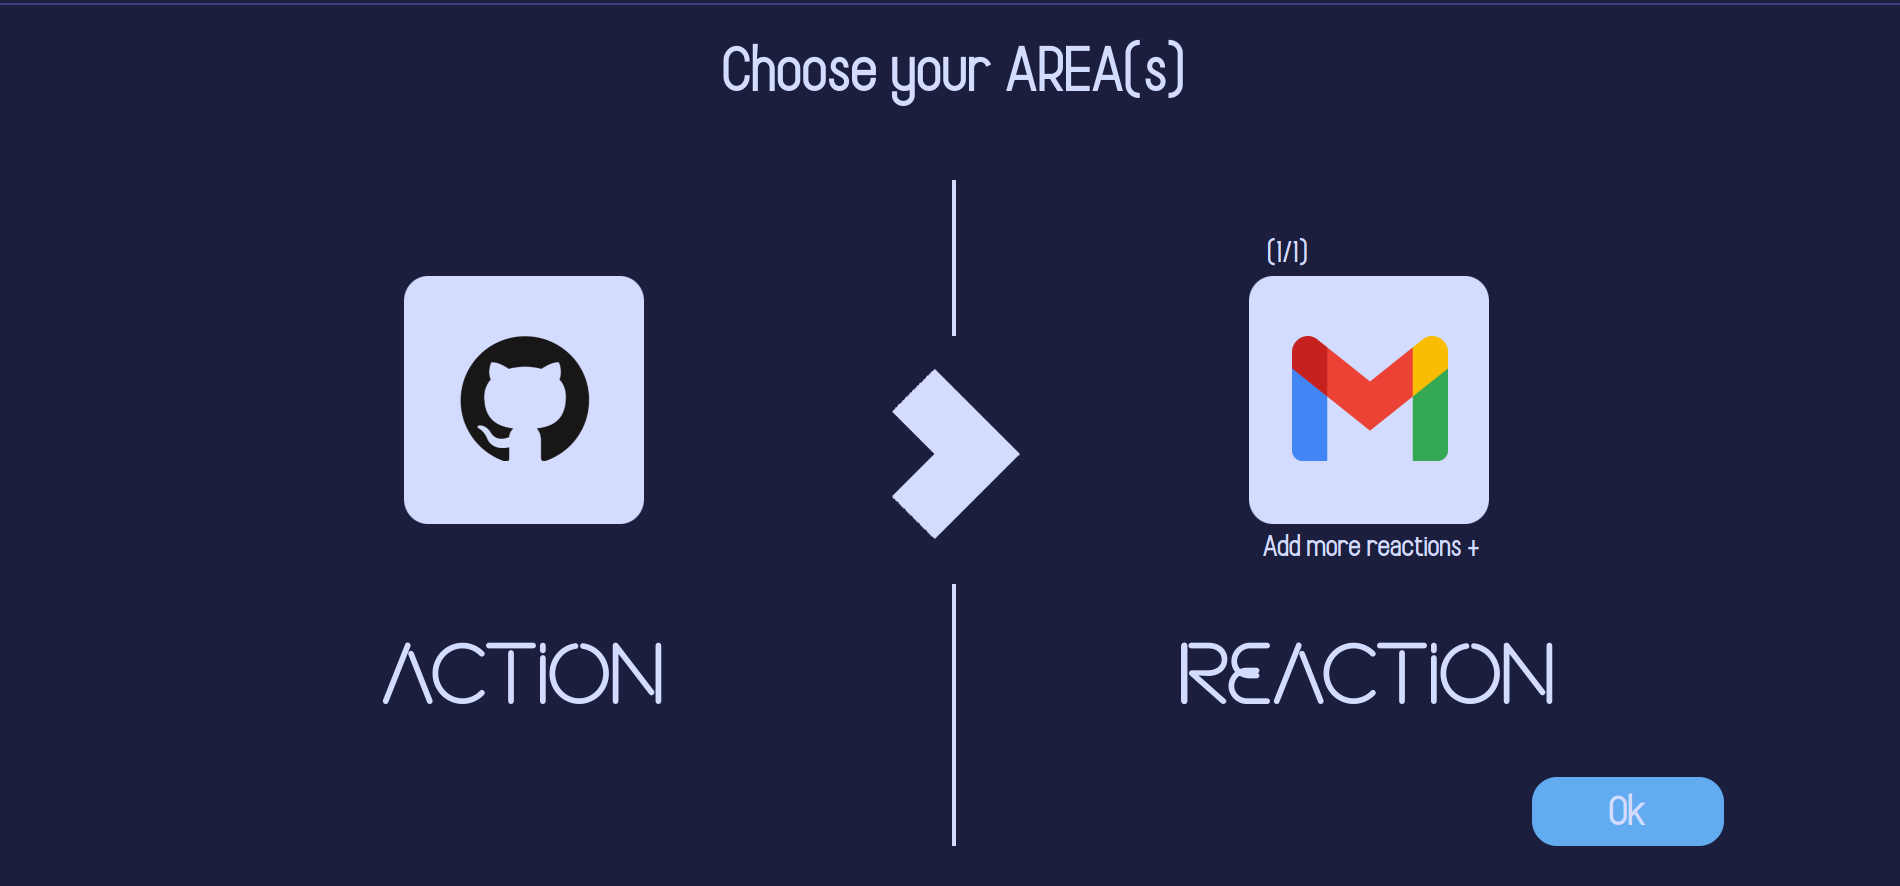 Choose your AREA(s)
(1/1)
Add more reactions +
ACTiON
REACTiON
Ok